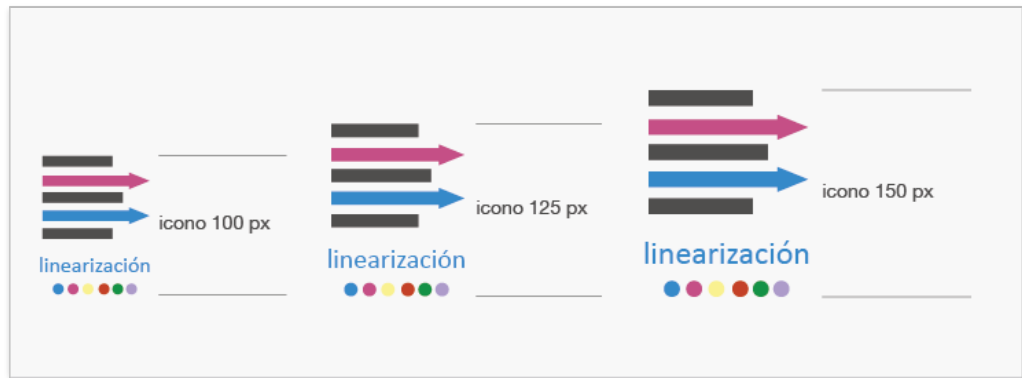 icono 100 px
linearización
icono 125 px
linearización
icono 150 px
linearización